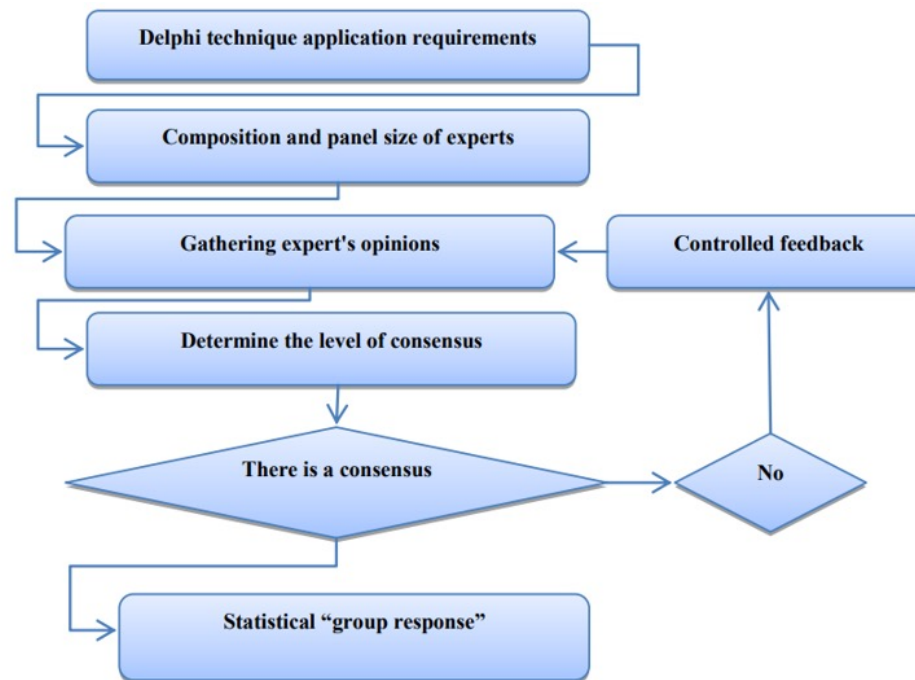 Delphi technique application requirements
Composition and panel size of experts
Gathering expert's opinions
Controlled feedback
Determine the level of consensus
There is a consensus
No
Statistical “group response”